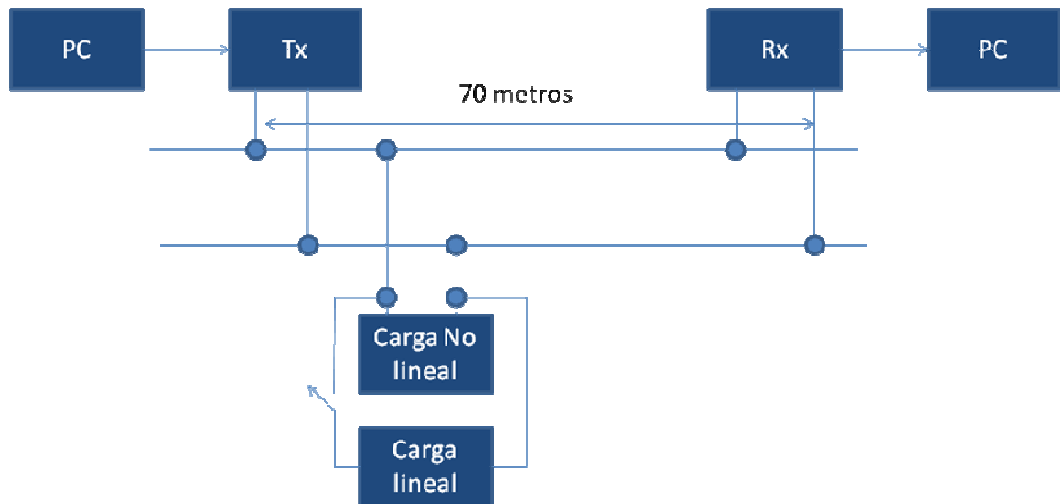 PC
Tx
Rx
PC
70 metros
Carga No
lineal
Carga
lineal